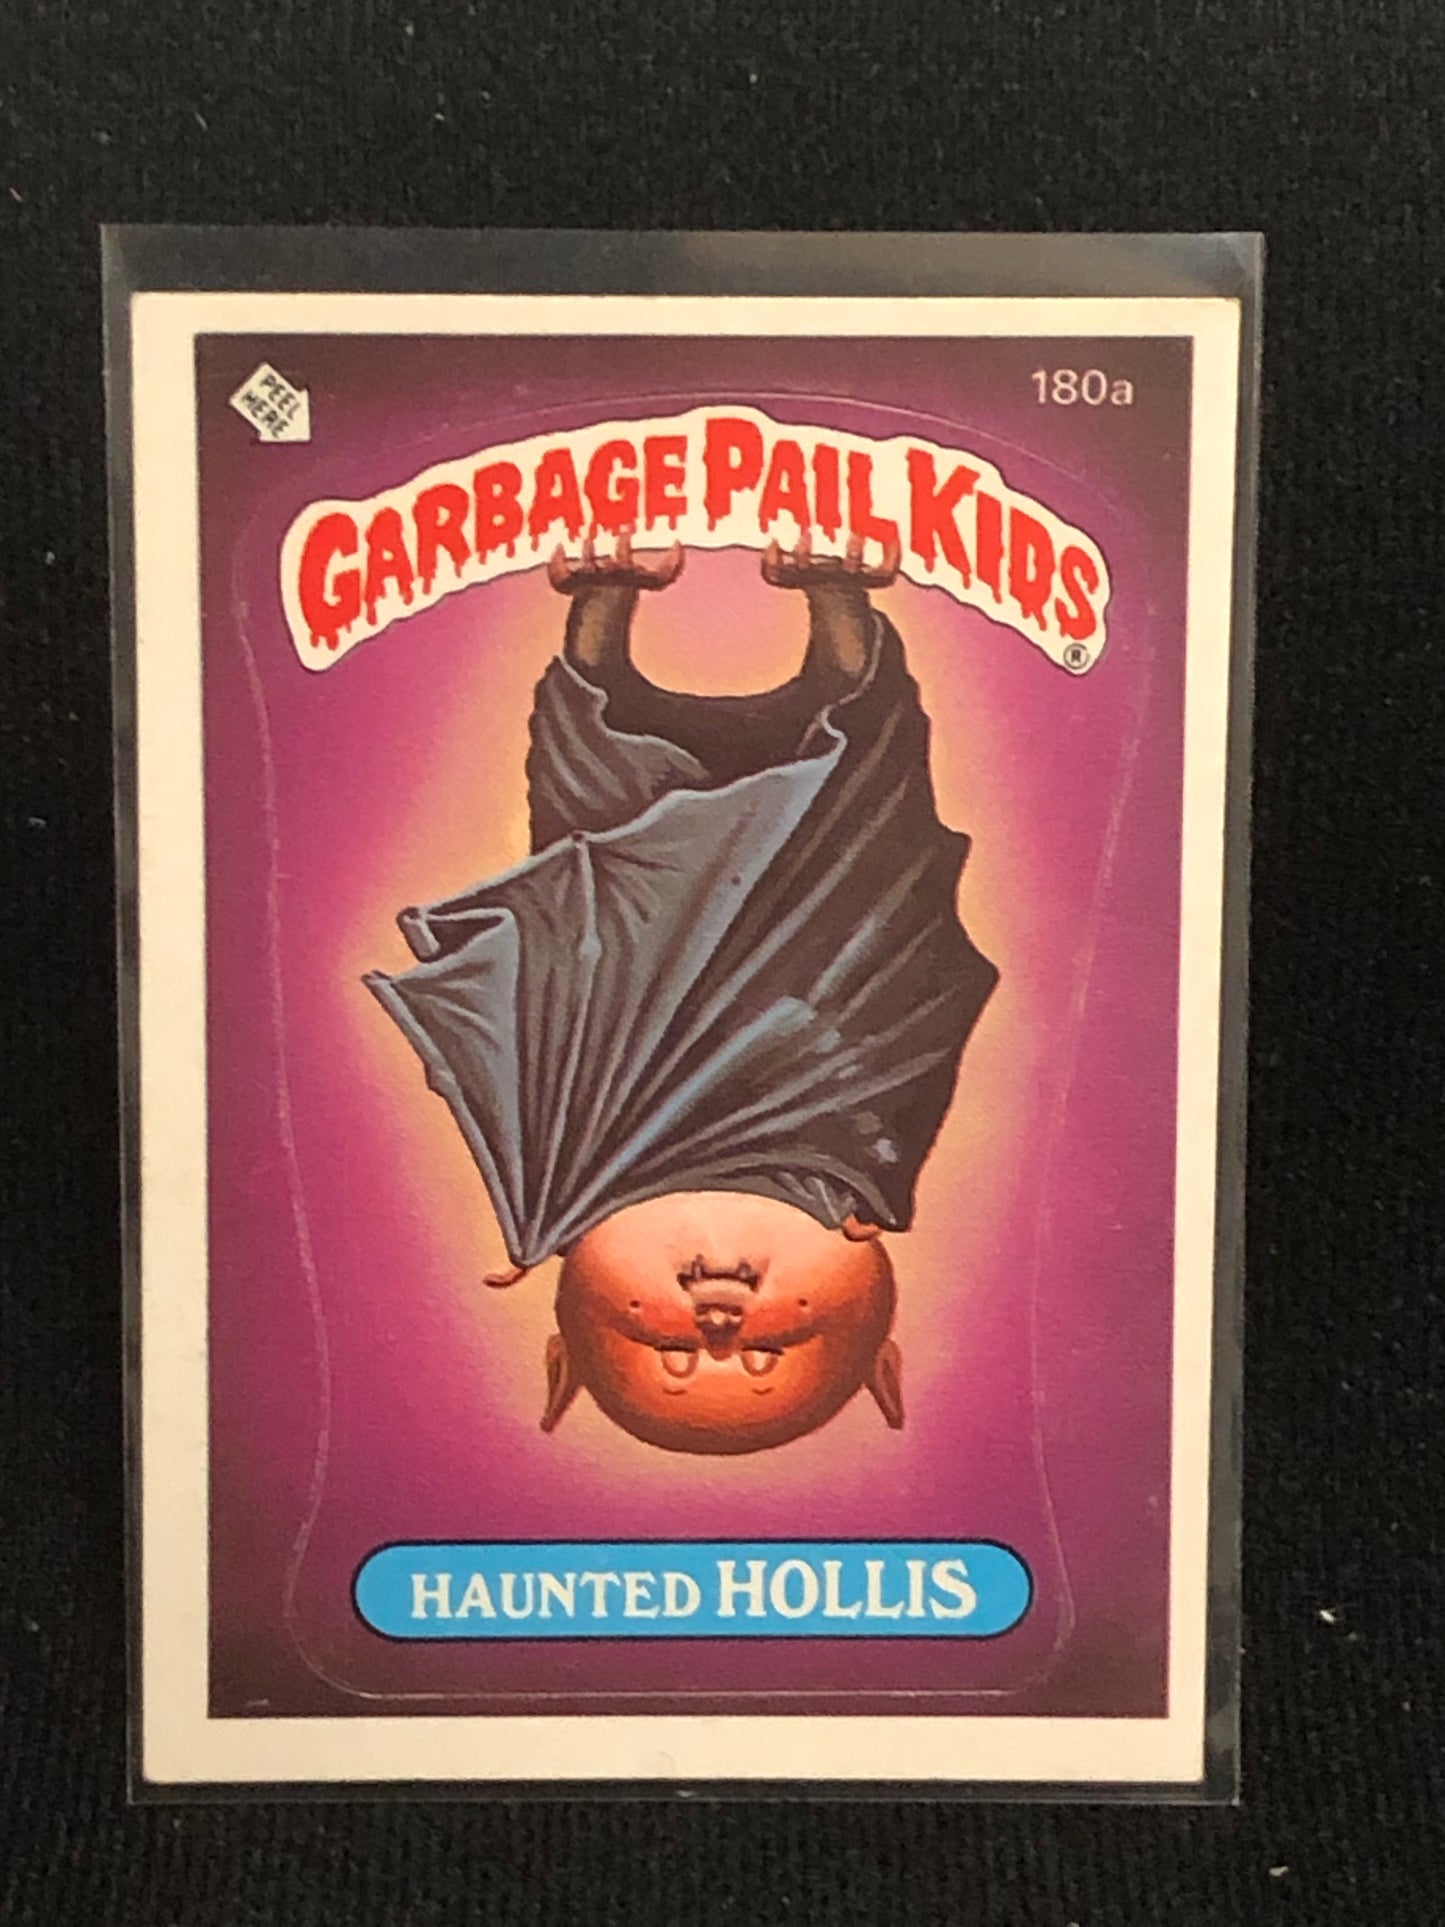 PEEL
HERE
180a
GARBAGE PAIL KIDS
®
HAUNTED HOLLIS